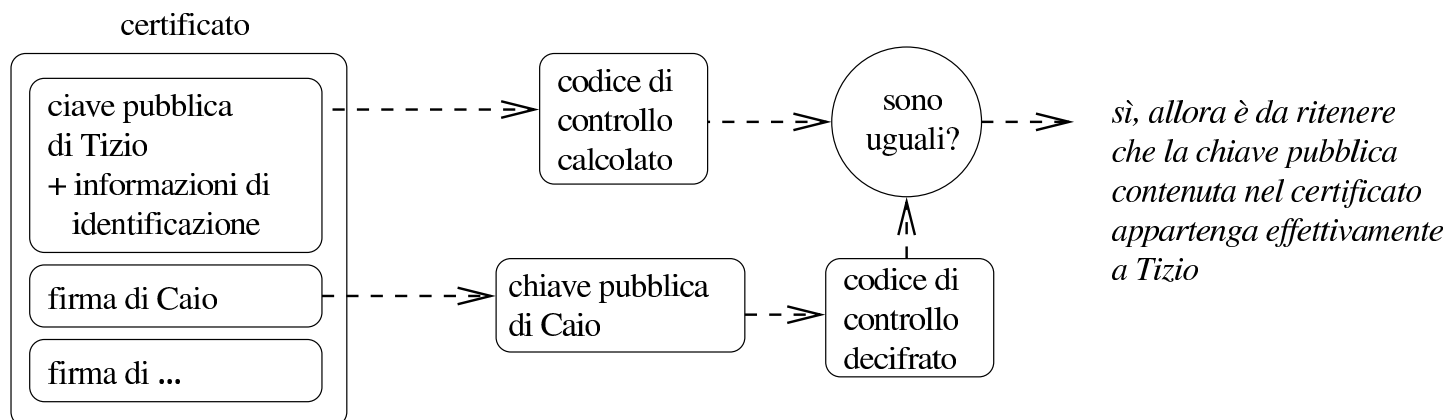 certificato
ciave pubblica
di Tizio
+ informazioni di
identificazione
firma di Caio
firma di ...
codice di
controllo
calcolato
chiave pubblica
di Caio
codice di
controllo
decifrato
sono
uguali?
sì, allora è da ritenere
che la chiave pubblica
contenuta nel certificato
appartenga effettivamente
a Tizio